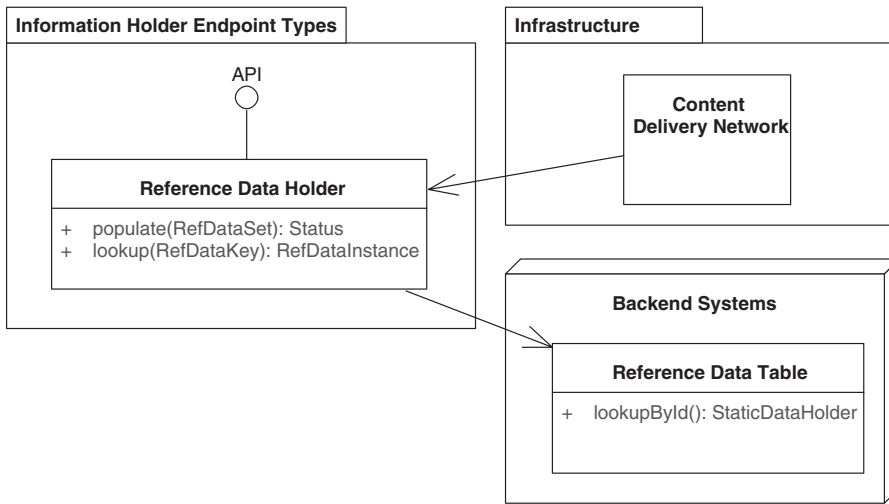 Information Holder Endpoint Types
API
Reference Data Holder
+ populate(RefDataSet): Status
+ lookup(RefDataKey): RefDataInstance
Infrastructure
Content
Delivery Network
Backend Systems
Reference Data Table
+ lookupById(): StaticDataHolder